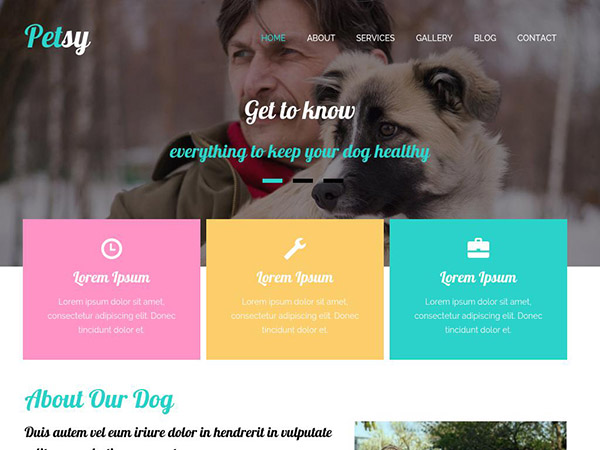 Petsy
HOME ABOUT SERVICES GALLERY BLOG CONTACT
Get to know
everything to keep your dog healthy
Lorem Ipsum
Lorem ipsum dolor sit amet,
consectetur adipiscing elit. Donec
tincidunt dolor et.
Lorem Ipsum
Lorem ipsum dolor sit amet,
consectetur adipiscing elit. Donec
tincidunt dolor et.
Lorem Ipsum
Lorem ipsum dolor sit amet,
consectetur adipiscing elit. Donec
tincidunt dolor et.
About Our Dog
Duis autem vel eum iriure dolor in hendrerit in vulputate